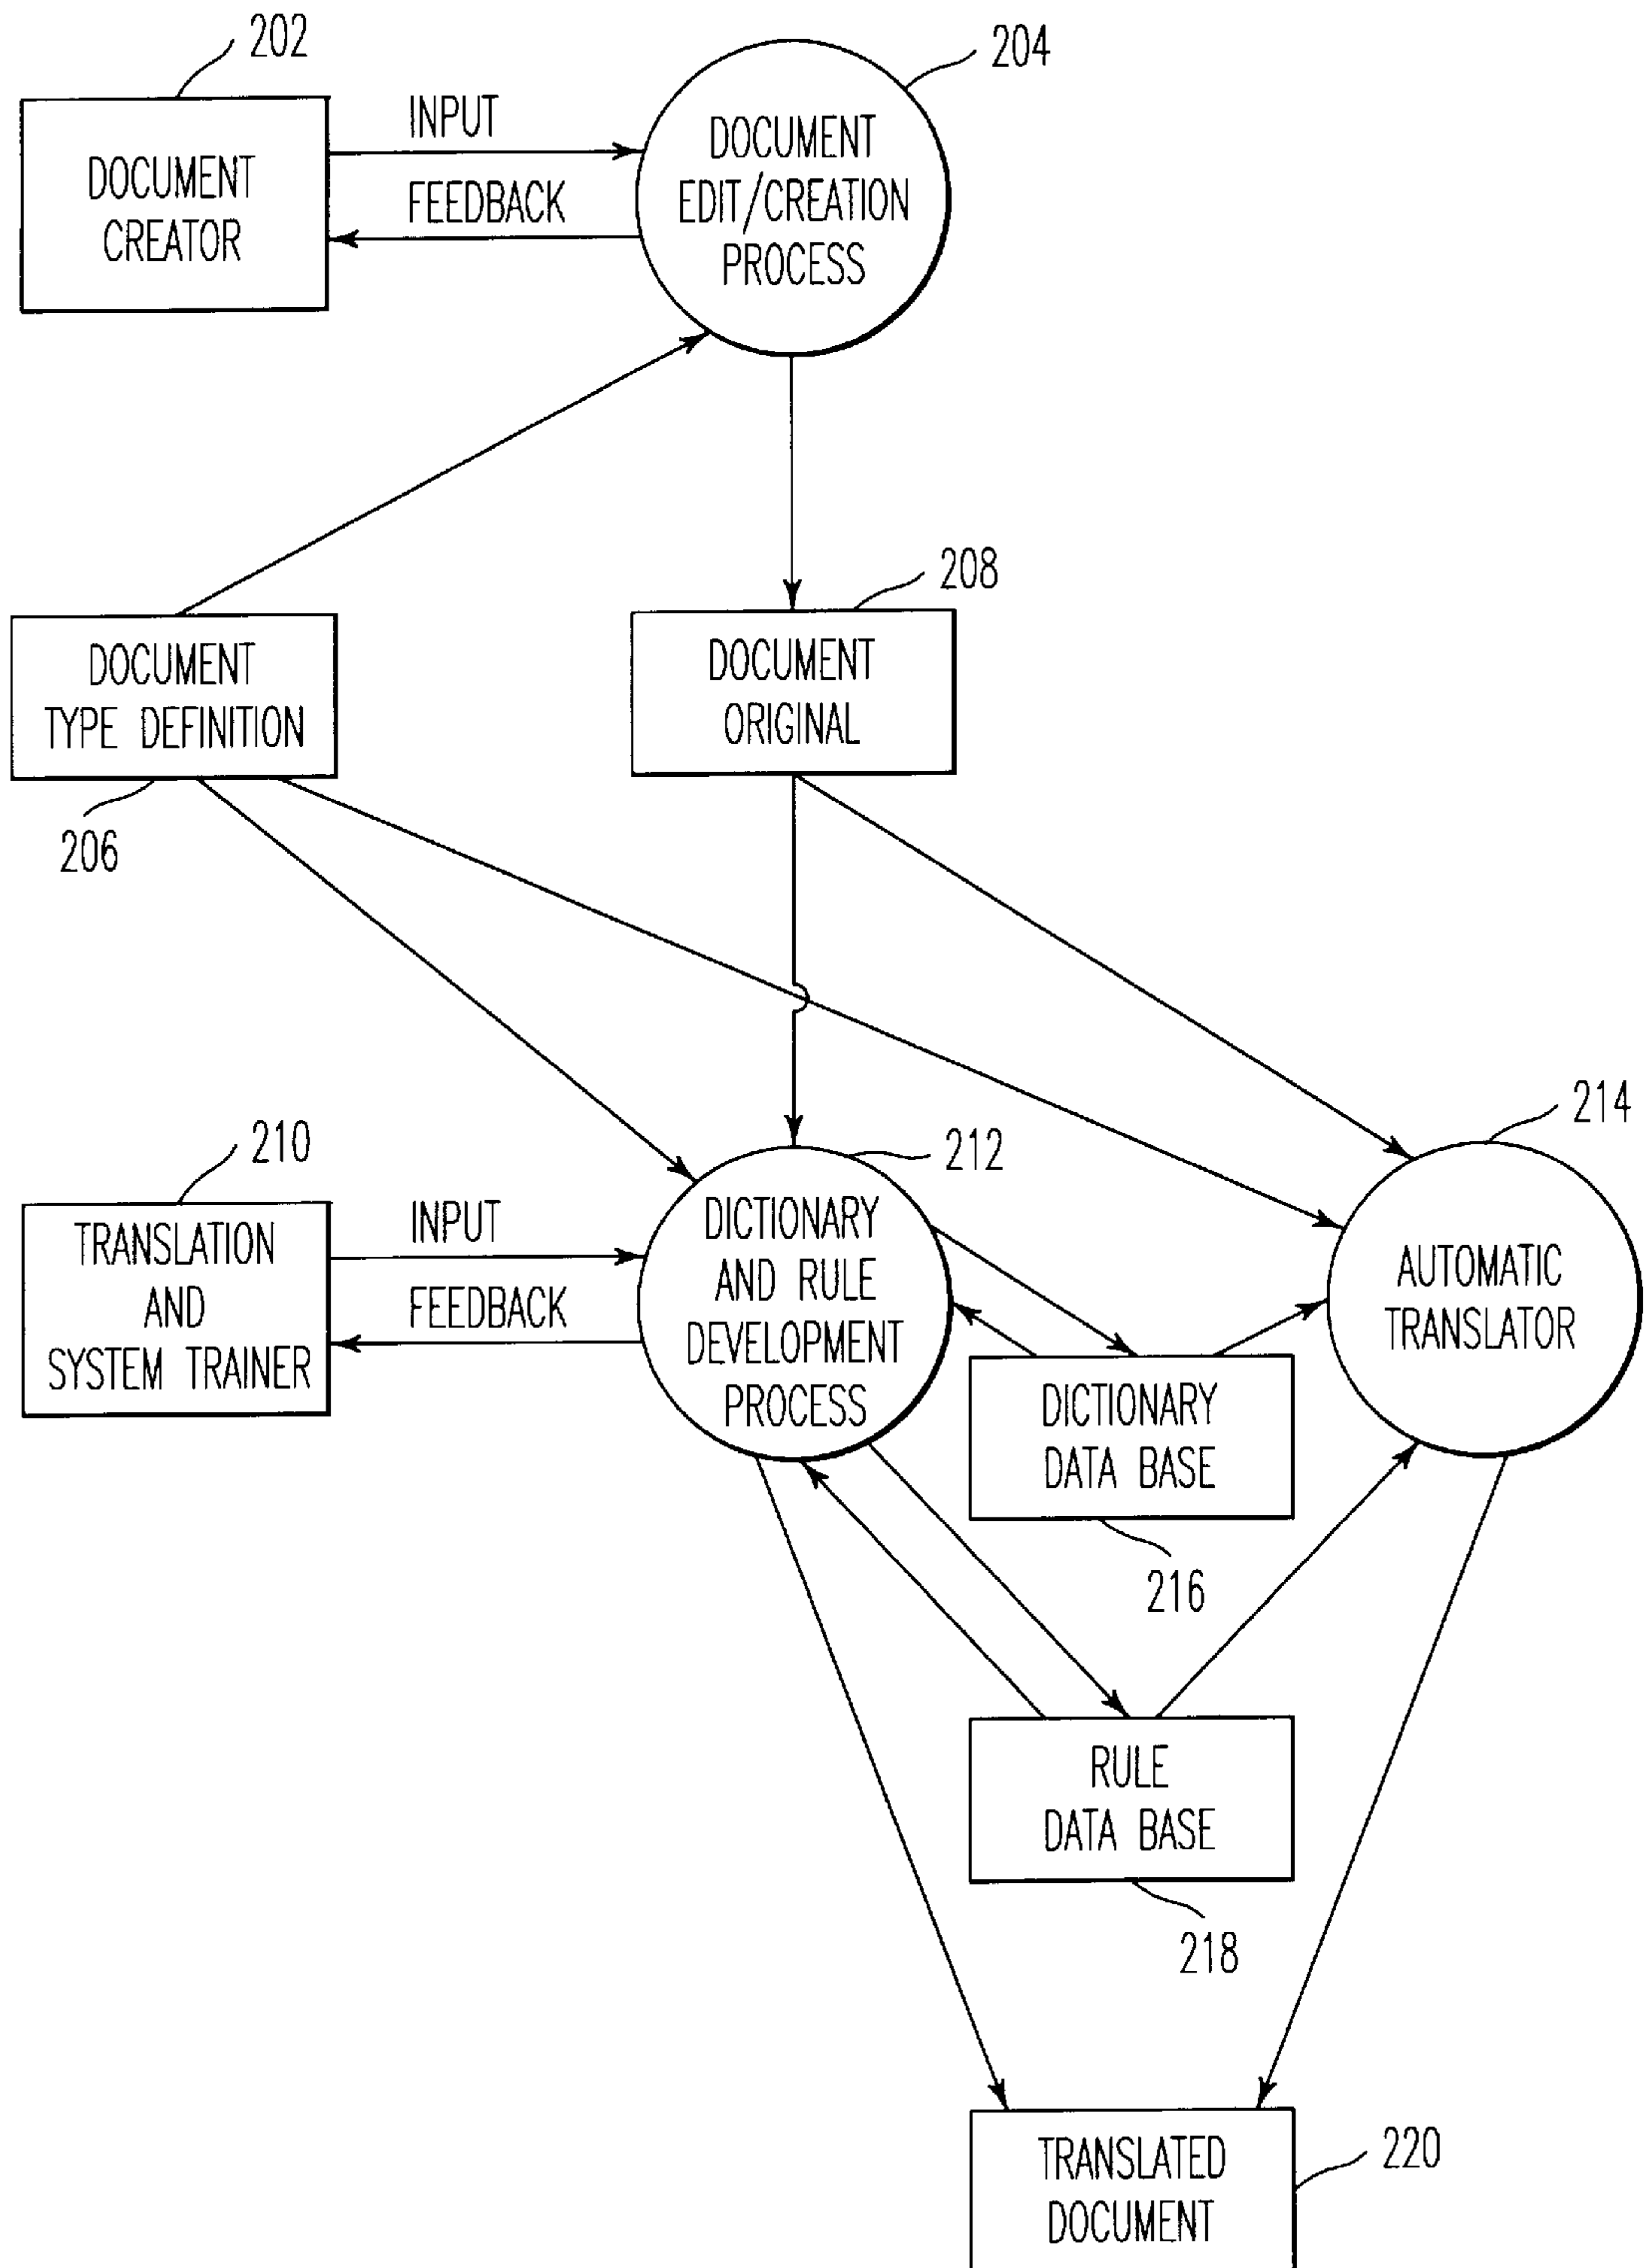 202
204
DOCUMENT
CREATOR
INPUT
FEEDBACK
DOCUMENT
EDIT/CREATION
PROCESS
208
DOCUMENT
TYPE DEFINITION
206
DOCUMENT
ORIGINAL
210
212
214
TRANSLATION
AND
SYSTEM TRAINER
INPUT
FEEDBACK
DICTIONARY
AND RULE
DEVELOPMENT
PROCESS
AUTOMATIC
TRANSLATOR
DICTIONARY
DATA BASE
216
RULE
DATA BASE
218
TRANSLATED
DOCUMENT
220